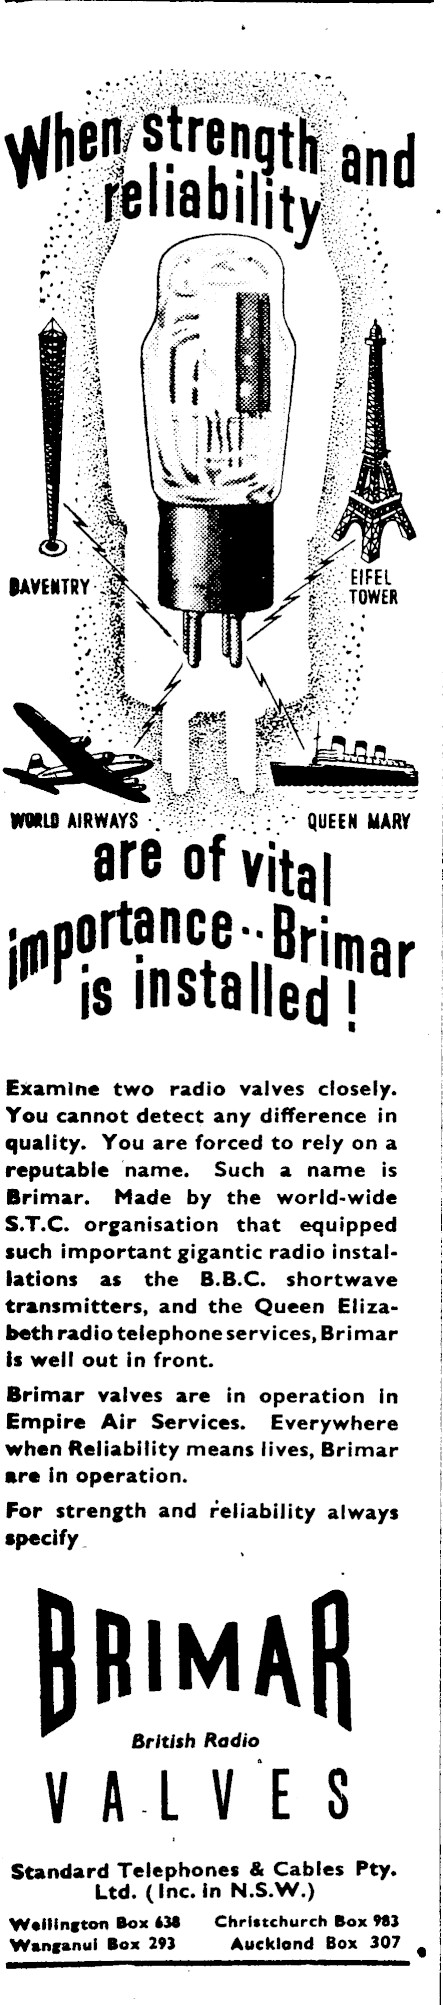 When strength and
reliability
DAVENTRY
EIFEL
TOWER
WORLD AIRWAYS
QUEEN MARY
are of vital
importance··Brimar
is installed!
Examine two radio valves closely.
You cannot detect any difference in
quality. You are forced to rely on a
reputable name. Such a name is
Brimar. Made by the world-wide
S.T.C. organisation that equipped
such important gigantic radio instal-
lations as the B.B.C. shortwave
transmitters, and the Queen Eliza-
beth radio telephone services, Brimar
is well out in front.
Brimar valves are in operation in
Empire Air Services. Everywhere
when Reliability means lives, Brimar
are in operation.
For strength and reliability always
specify
BRIMAR
British Radio
VALVES
Standard Telephones & Cables Pty.
Ltd. (Inc. in N.S.W.)
Wellington Box 638 Christchurch Box 983
Wanganui Box 293 Auckland Box 307